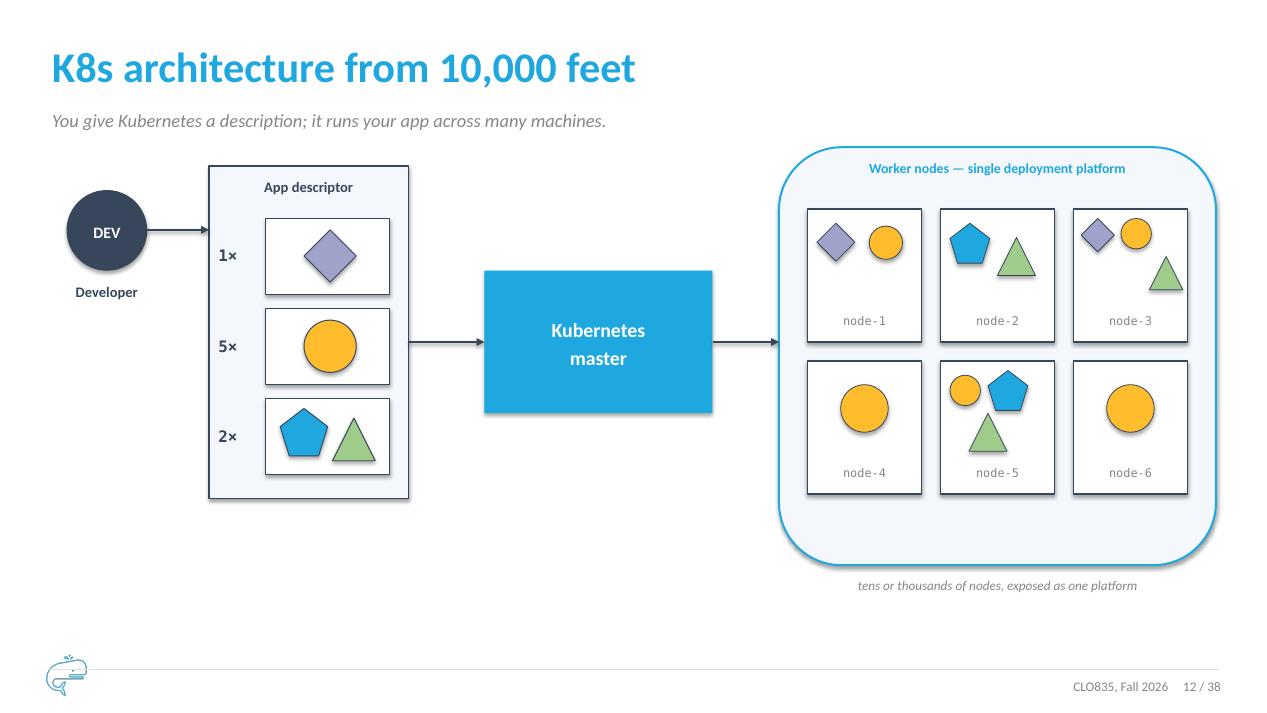 K8s architecture from 10,000 feet
You give Kubernetes a description; it runs your app across many machines.
DEV
Developer
App descriptor
1×
5×
2×
Kubernetes
master
Worker nodes — single deployment platform
node-1
node-2
node-3
node-4
node-5
node-6
tens or thousands of nodes, exposed as one platform
CLO835, Fall 2026 12 / 38